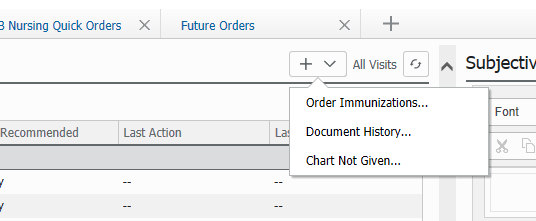 B Nursing Quick Orders
Future Orders
All Visits
Subjectiv
Order Immunizations...
Font
Recommended
Last Action
Las
Document History...
Chart Not Given...
y
--
--
y
--
--